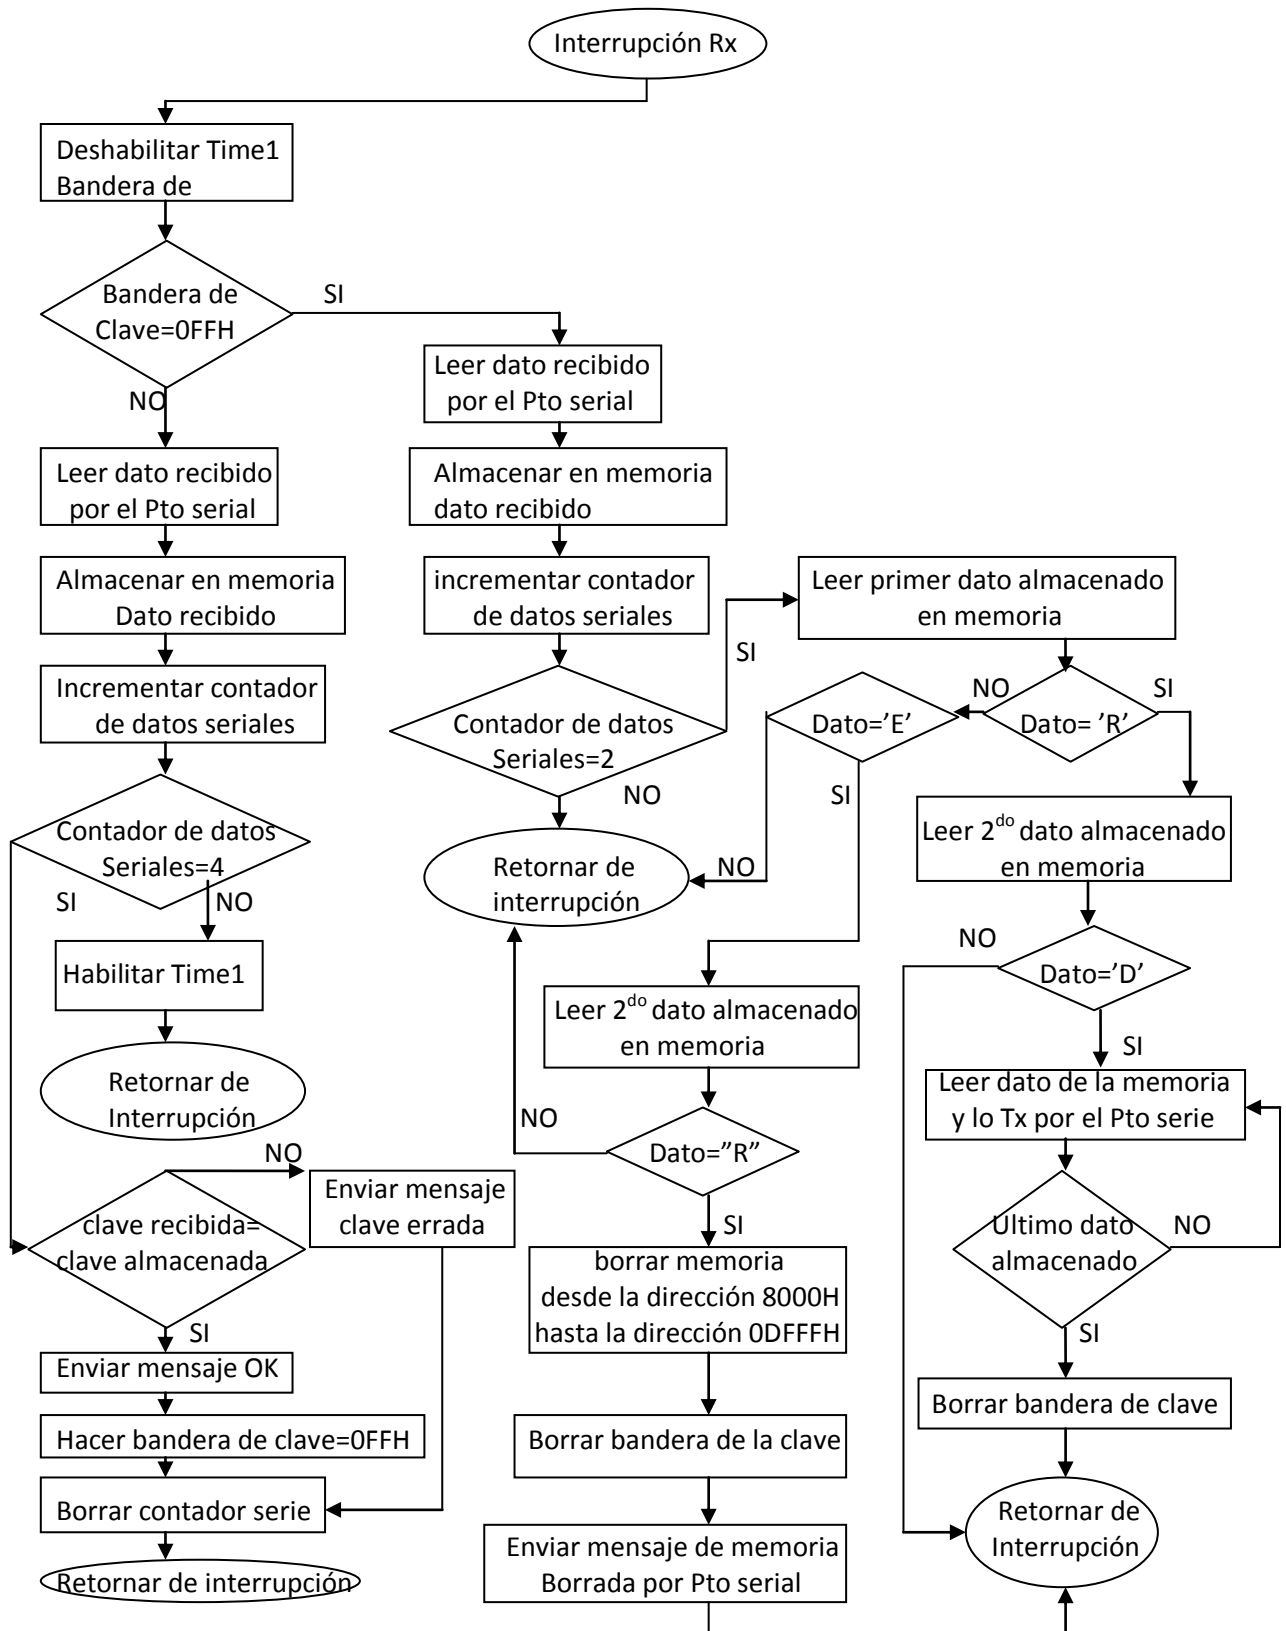 Interrupción Rx
Deshabilitar Time1
Bandera de
Bandera de
Clave=0FFH
SI
NO
Leer dato recibido
por el Pto serial
Almacenar en memoria
Dato recibido
Incrementar contador
de datos seriales
Contador de datos
Seriales=4
SI
NO
Habilitar Time1
Retornar de
Interrupción
clave recibida=
clave almacenada
NO
Enviar mensaje
clave errada
SI
Enviar mensaje OK
Hacer bandera de clave=0FFH
Borrar contador serie
Retornar de interrupción
Leer dato recibido
por el Pto serial
Almacenar en memoria
dato recibido
incrementar contador
de datos seriales
Contador de datos
Seriales=2
SI
NO
Retornar de
interrupción
Leer primer dato almacenado
en memoria
Dato= ’R’
NO
SI
Dato=’E’
NO
SI
Leer 2do dato almacenado
en memoria
Dato=”R”
NO
SI
borrar memoria
desde la dirección 8000H
hasta la dirección 0DFFFH
Borrar bandera de la clave
Enviar mensaje de memoria
Borrada por Pto serial
Leer 2do dato almacenado
en memoria
Dato=’D’
NO
SI
Leer dato de la memoria
y lo Tx por el Pto serie
Ultimo dato
almacenado
NO
SI
Borrar bandera de clave
Retornar de
Interrupción